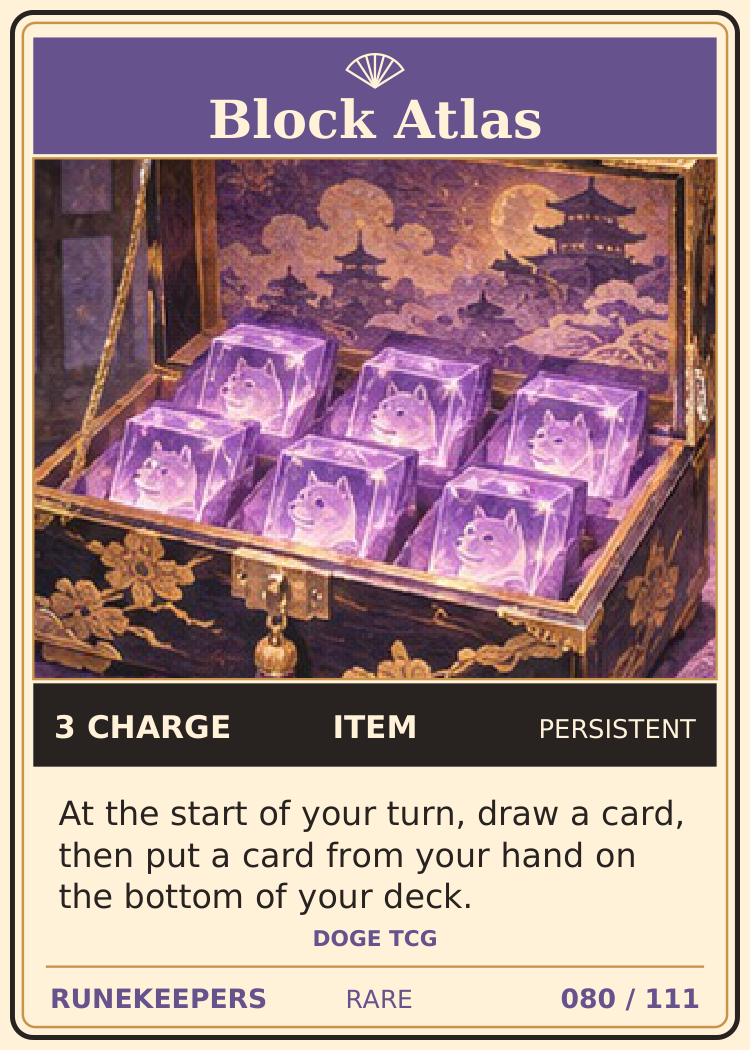 Block Atlas
3 CHARGE ITEM PERSISTENT
At the start of your turn, draw a card,
then put a card from your hand on
the bottom of your deck.
DOGE TCG
RUNEKEEPERS RARE 080 / 111